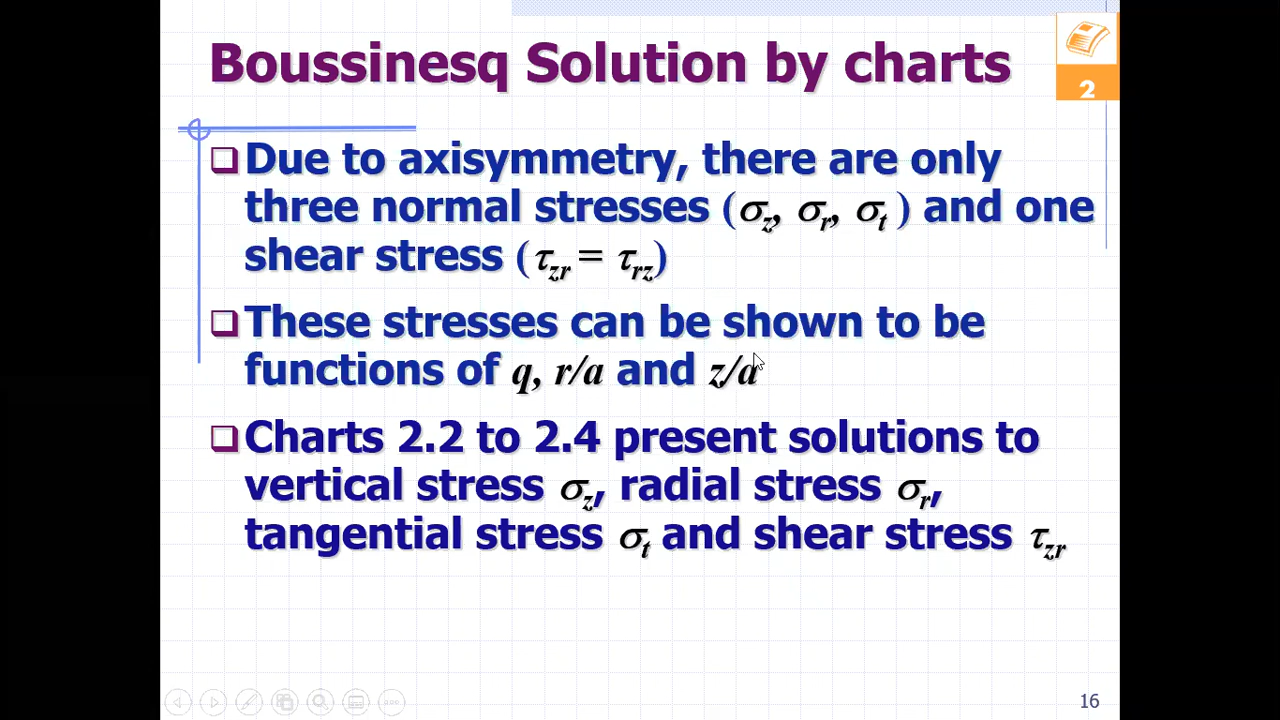 Boussinesq Solution by charts
2
Due to axisymmetry, there are only
three normal stresses (σz, σr, σt ) and one
shear stress (τzr = τrz)
These stresses can be shown to be
functions of q, r/a and z/a
Charts 2.2 to 2.4 present solutions to
vertical stress σz, radial stress σr,
tangential stress σt and shear stress τzr
16